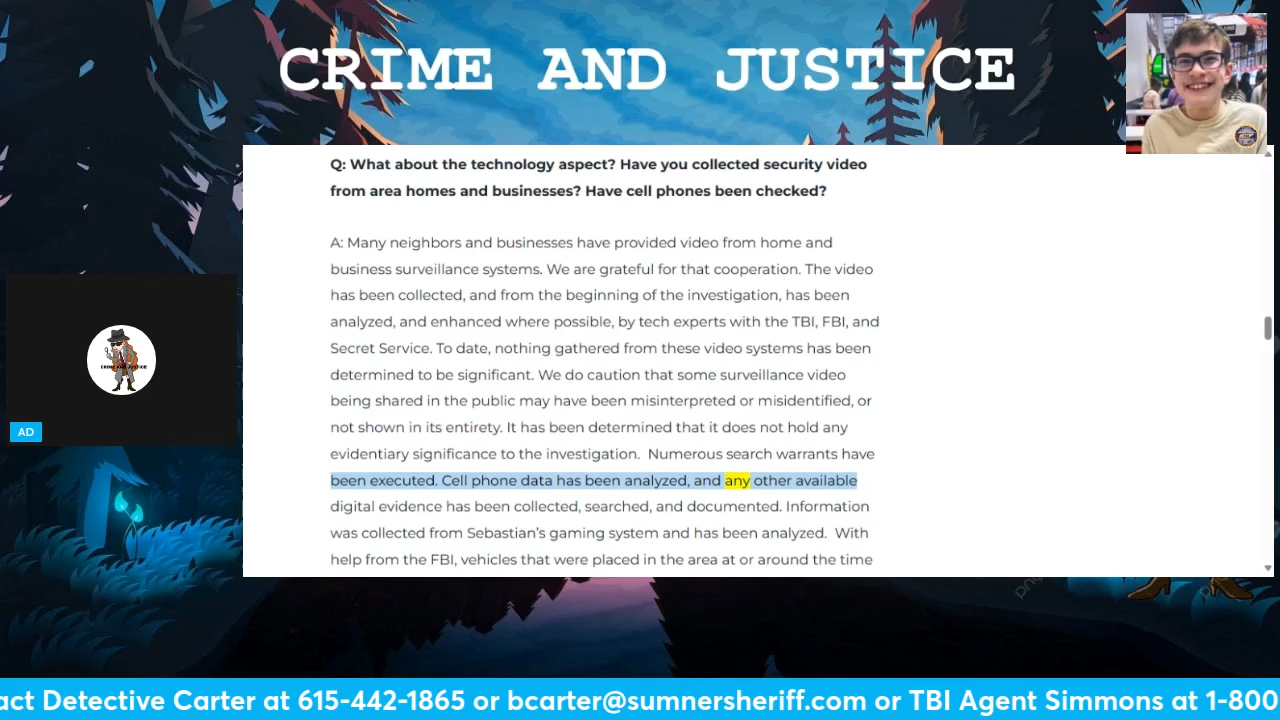 CRIME AND JUSTICE
Q: What about the technology aspect? Have you collected security video
from area homes and businesses? Have cell phones been checked?
A: Many neighbors and businesses have provided video from home and
business surveillance systems. We are grateful for that cooperation. The video
has been collected, and from the beginning of the investigation, has been
analyzed, and enhanced where possible, by tech experts with the TBI, FBI, and
Secret Service. To date, nothing gathered from these video systems has been
determined to be significant. We do caution that some surveillance video
being shared in the public may have been misinterpreted or misidentified, or
not shown in its entirety. It has been determined that it does not hold any
evidentiary significance to the investigation.  Numerous search warrants have
been executed. Cell phone data has been analyzed, and any other available
digital evidence has been collected, searched, and documented. Information
was collected from Sebastian's gaming system and has been analyzed.  With
help from the FBI, vehicles that were placed in the area at or around the time
CRIME AND JUSTICE
AD
act Detective Carter at 615-442-1865 or bcarter@sumnersheriff.com or TBI Agent Simmons at 1-800